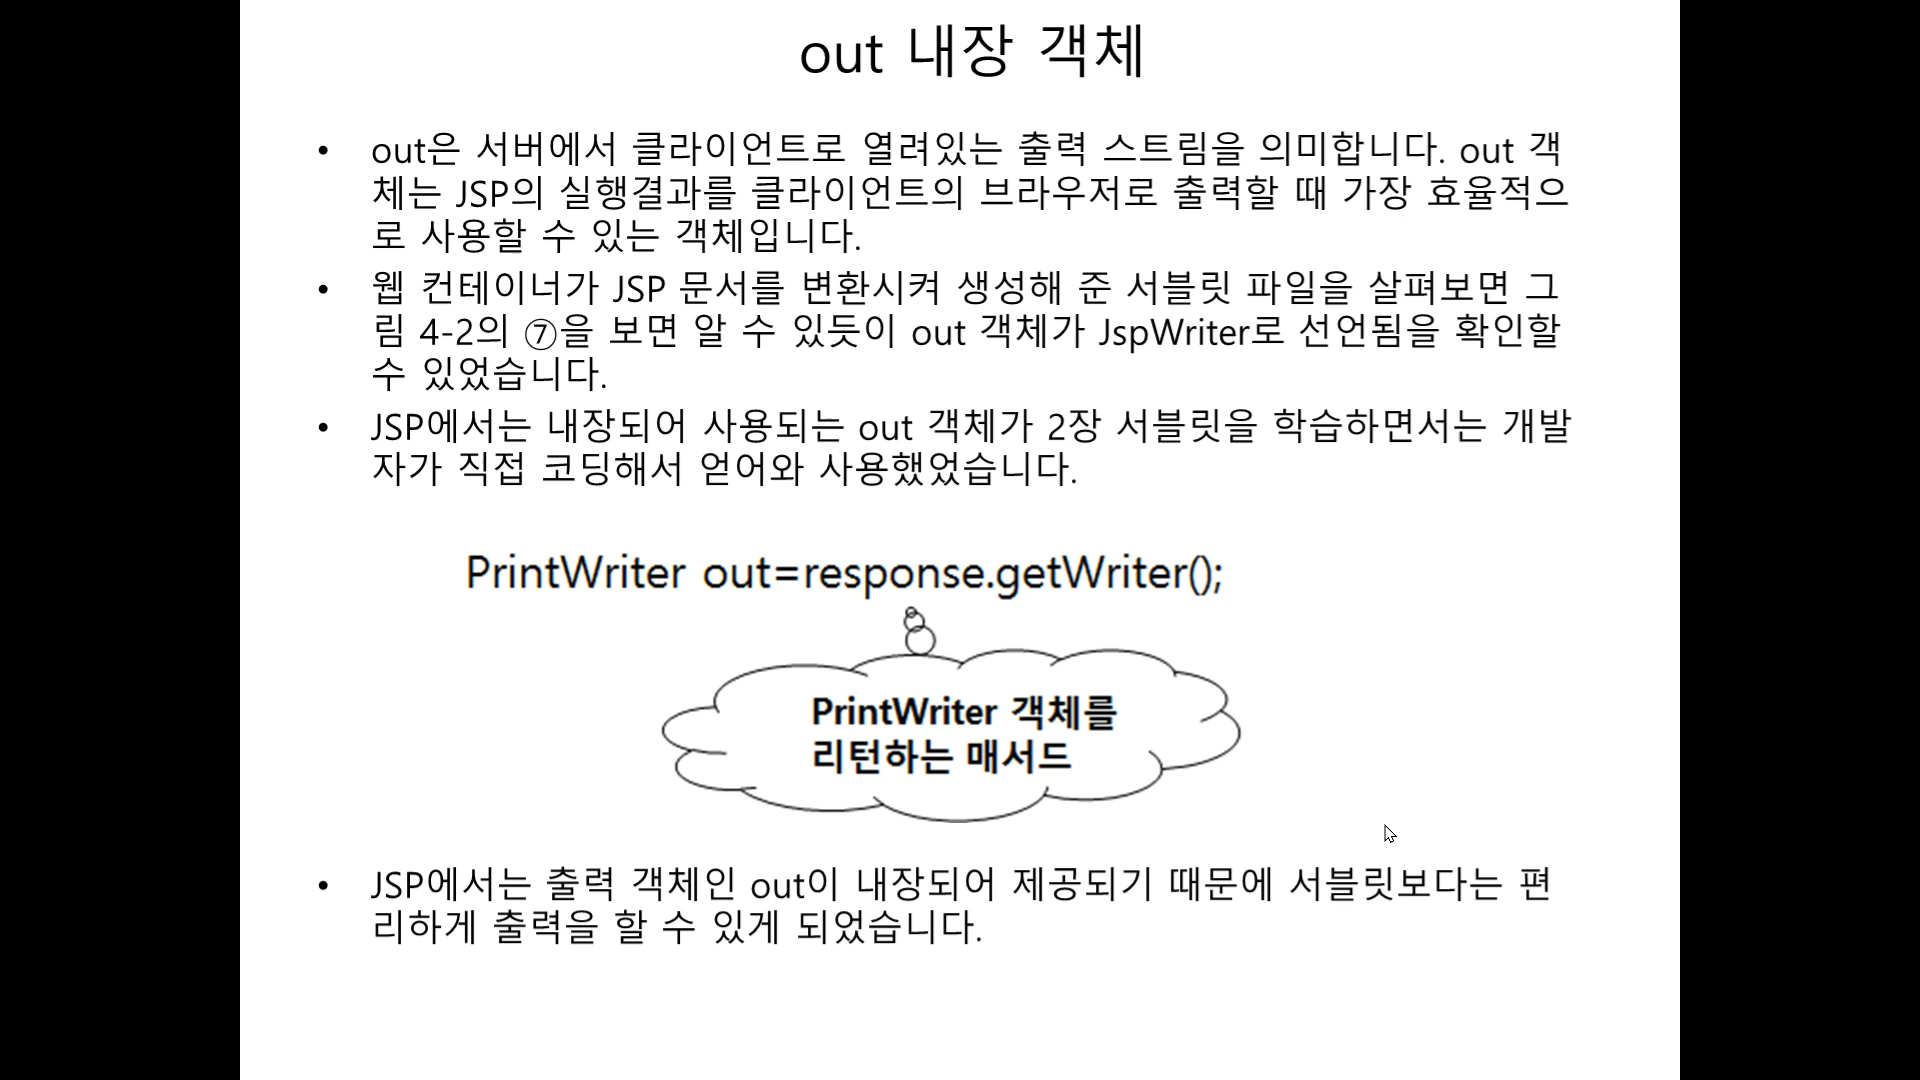 out 내장 객체
• out은 서버에서 클라이언트로 열려있는 출력 스트림을 의미합니다. out 객
체는 JSP의 실행결과를 클라이언트의 브라우저로 출력할 때 가장 효율적으
로 사용할 수 있는 객체입니다.
• 웹 컨테이너가 JSP 문서를 변환시켜 생성해 준 서블릿 파일을 살펴보면 그
림 4-2의 ⑦을 보면 알 수 있듯이 out 객체가 JspWriter로 선언됨을 확인할
수 있었습니다.
• JSP에서는 내장되어 사용되는 out 객체가 2장 서블릿을 학습하면서는 개발
자가 직접 코딩해서 얻어와 사용했었습니다.
PrintWriter out=response.getWriter();
PrintWriter 객체를
리턴하는 매서드
• JSP에서는 출력 객체인 out이 내장되어 제공되기 때문에 서블릿보다는 편
리하게 출력을 할 수 있게 되었습니다.